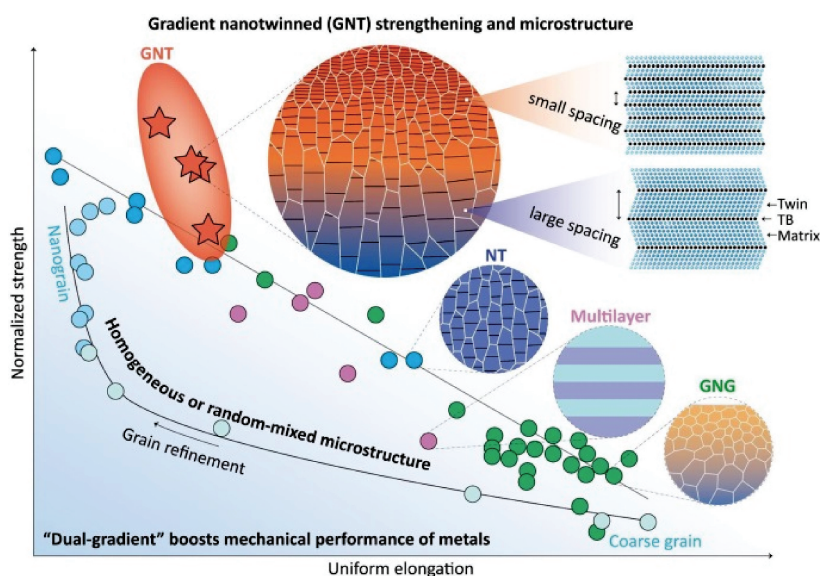 Gradient nanotwinned (GNT) strengthening and microstructure
GNT
small spacing
large spacing
←Twin
←TB
←Matrix
Normalized strength
Nanograin
NT
Multilayer
GNG
Homogeneous or random-mixed microstructure
Grain refinement
"Dual-gradient" boosts mechanical performance of metals
Coarse grain
Uniform elongation